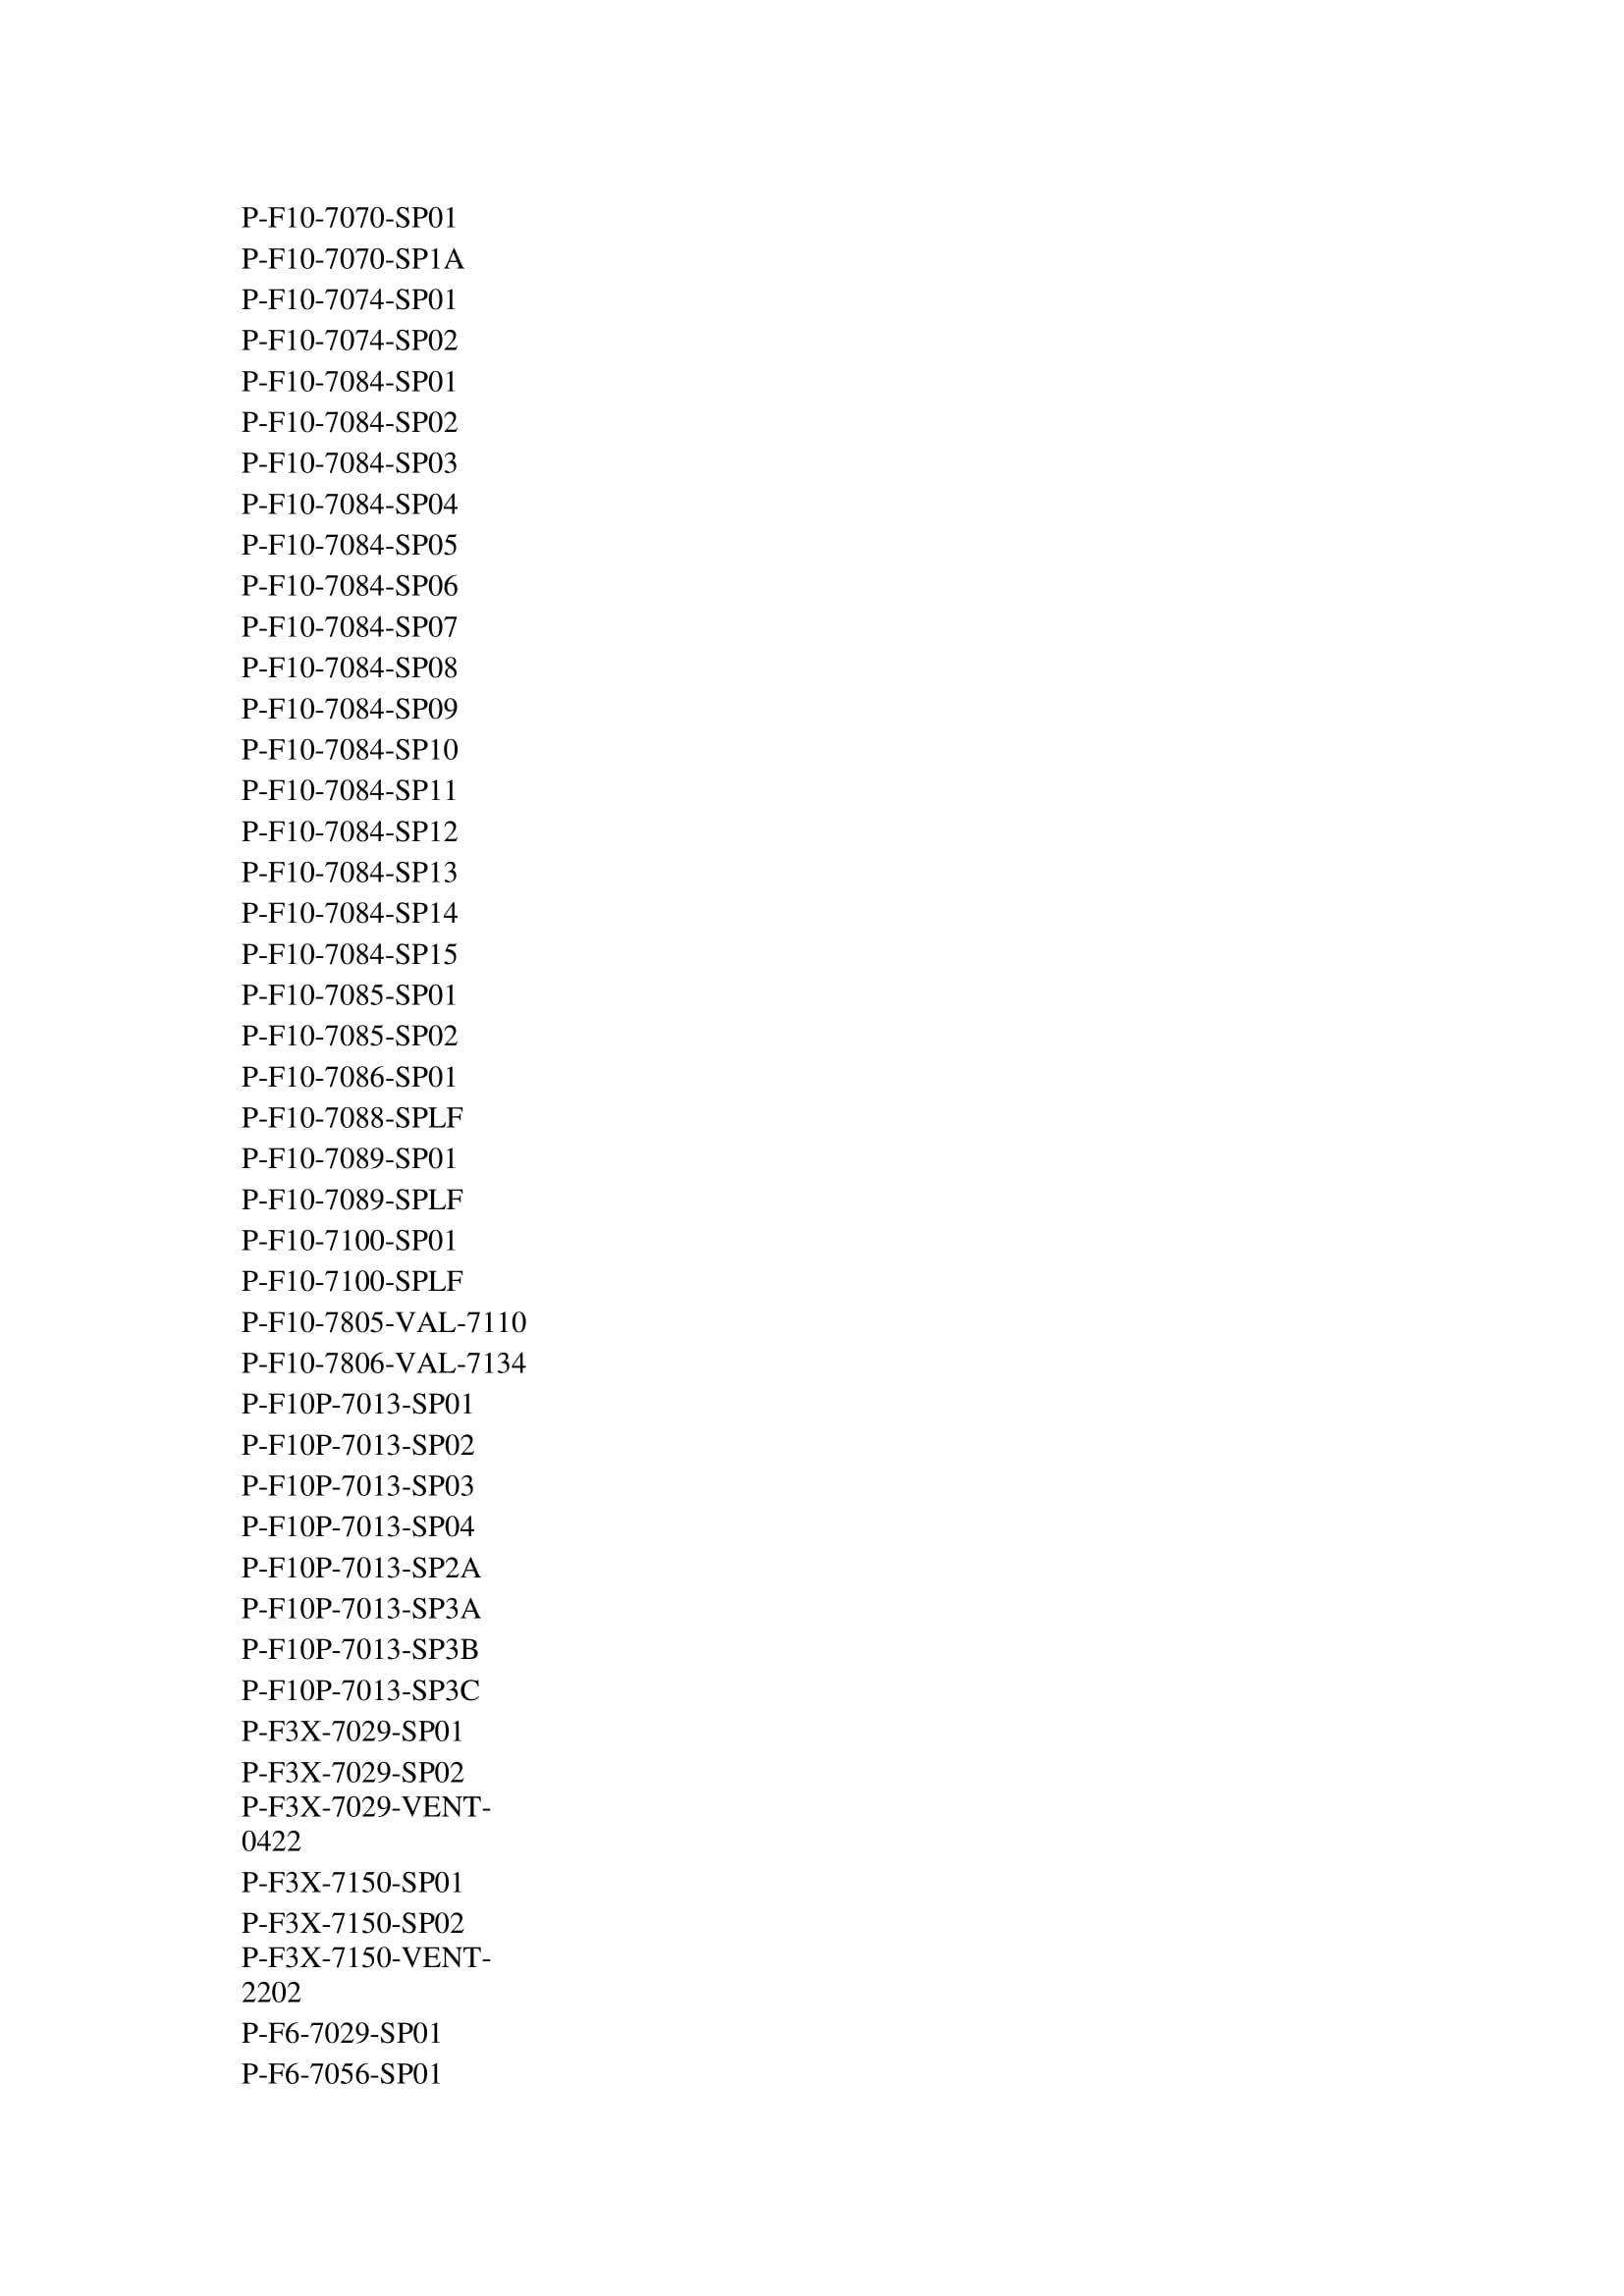 P-F10-7070-SP01
P-F10-7070-SP1A
P-F10-7074-SP01
P-F10-7074-SP02
P-F10-7084-SP01
P-F10-7084-SP02
P-F10-7084-SP03
P-F10-7084-SP04
P-F10-7084-SP05
P-F10-7084-SP06
P-F10-7084-SP07
P-F10-7084-SP08
P-F10-7084-SP09
P-F10-7084-SP10
P-F10-7084-SP11
P-F10-7084-SP12
P-F10-7084-SP13
P-F10-7084-SP14
P-F10-7084-SP15
P-F10-7085-SP01
P-F10-7085-SP02
P-F10-7086-SP01
P-F10-7088-SPLF
P-F10-7089-SP01
P-F10-7089-SPLF
P-F10-7100-SP01
P-F10-7100-SPLF
P-F10-7805-VAL-7110
P-F10-7806-VAL-7134
P-F10P-7013-SP01
P-F10P-7013-SP02
P-F10P-7013-SP03
P-F10P-7013-SP04
P-F10P-7013-SP2A
P-F10P-7013-SP3A
P-F10P-7013-SP3B
P-F10P-7013-SP3C
P-F3X-7029-SP01
P-F3X-7029-SP02
P-F3X-7029-VENT-
0422
P-F3X-7150-SP01
P-F3X-7150-SP02
P-F3X-7150-VENT-
2202
P-F6-7029-SP01
P-F6-7056-SP01